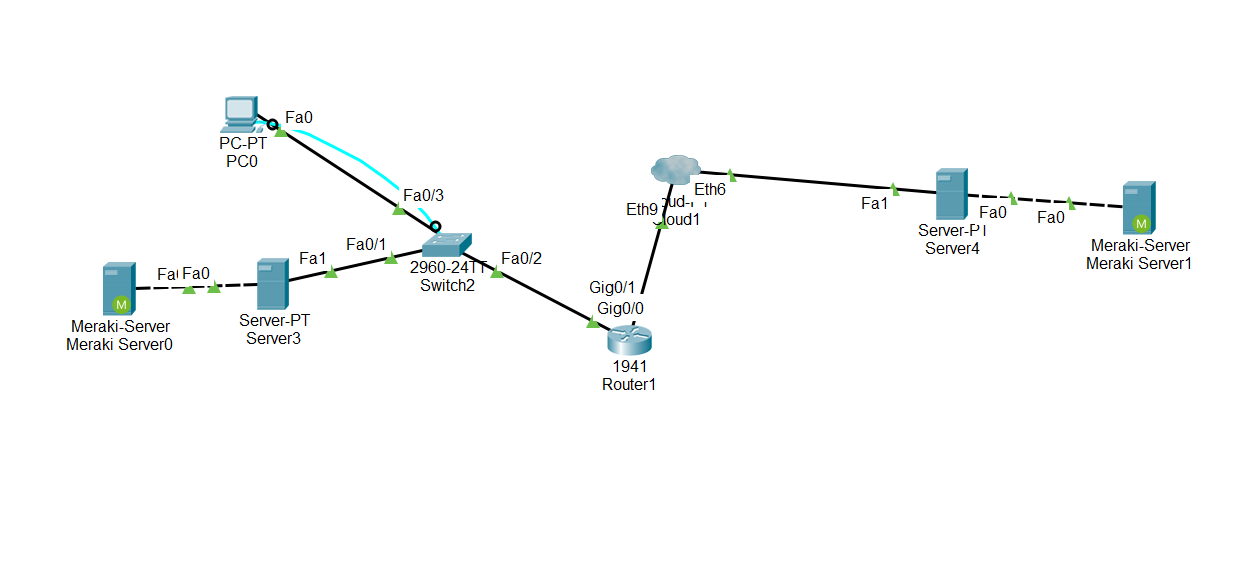 Fa0
PC-PT
PC0
Fa0/3
Fa0/1
Fa1
Fa0
2960-24TT
Switch2
Fa0/2
Meraki-Server
Meraki Server0
Server-PT
Server3
Gig0/1
Gig0/0
1941
Router1
Eth6
Eth9
Fa1
Server-PT
Server4
Fa0
Fa0
Meraki-Server
Meraki Server1
M
M